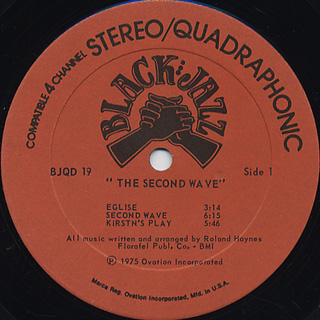 COMPATIBLE 4 CHANNEL STEREO/QUADRAPHONIC
BLACK JAZZ
BJQD 19
Side 1
"THE SECOND WAVE"
EGLISE 3:14
SECOND WAVE 6:15
KIRSTN'S PLAY 5:46
All music written and arranged by Roland Haynes
Florafel Publ. Co. - BMI
℗ 1975 Ovation Incorporated
Marca Reg. Ovation Incorporated, Mfd. in U.S.A.